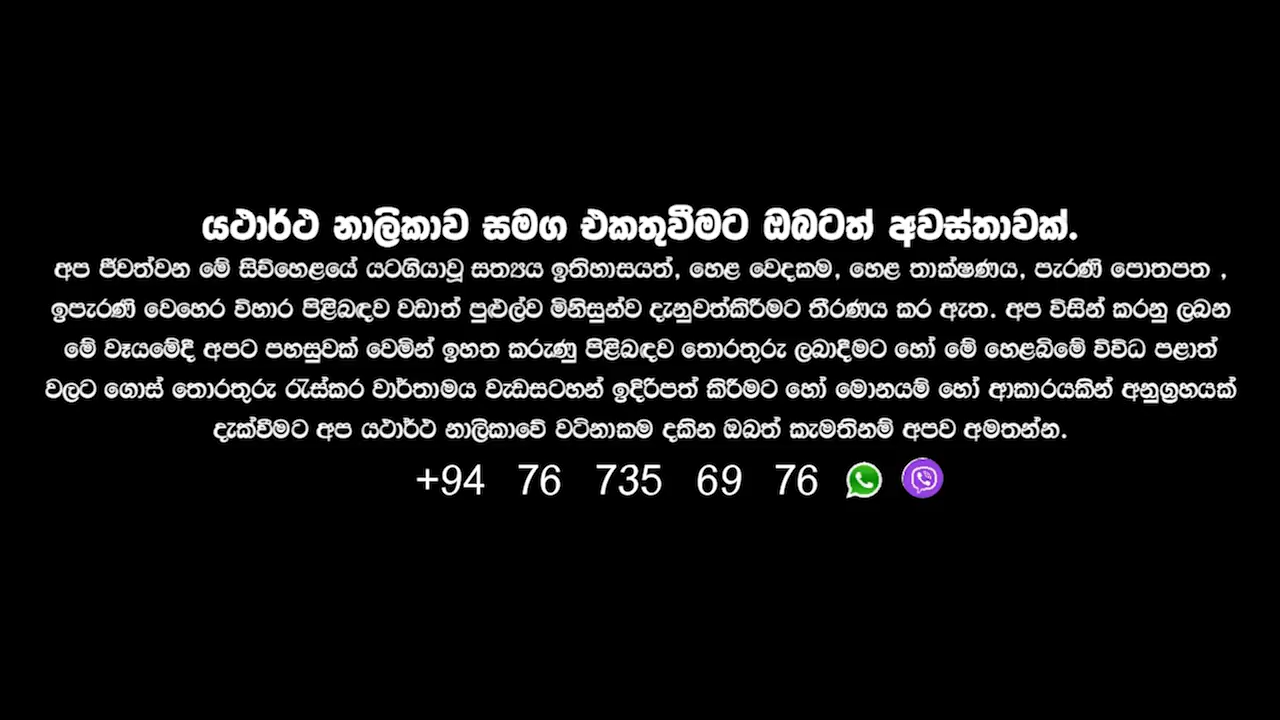 යථාර්ථ නාලිකාව සමග එකතුවීමට ඔබටත් අවස්තාවක්.
අප ජීවත්වන මේ සිව්හෙළයේ යටගියාවූ සත්‍යය ඉතිහාසයත්, හෙළ වෙදකම, හෙළ තාක්ෂණය, පැරණි පොතපත ,
ඉපැරණි වෙහෙර විහාර පිළිබඳව වඩාත් පුළුල්ව මිනිසුන්ව දැනුවත්කිරීමට තීරණය කර ඇත. අප විසින් කරනු ලබන
මේ වෑයමේදී අපට පහසුවක් වෙමින් ඉහත කරුණු පිළිබඳව තොරතුරු ලබාදීමට හෝ මේ හෙළබිමේ විවිධ පළාත්
වලට ගොස් තොරතුරු රැස්කර වාර්තාමය වැඩසටහන් ඉදිරිපත් කිරීමට හෝ මොනයම් හෝ ආකාරයකින් අනුග්‍රහයක්
දැක්වීමට අප යථාර්ථ නාලිකාවේ වටිනාකම දකින ඔබත් කැමතිනම් අපව අමතන්න.
+94 76 735 69 76